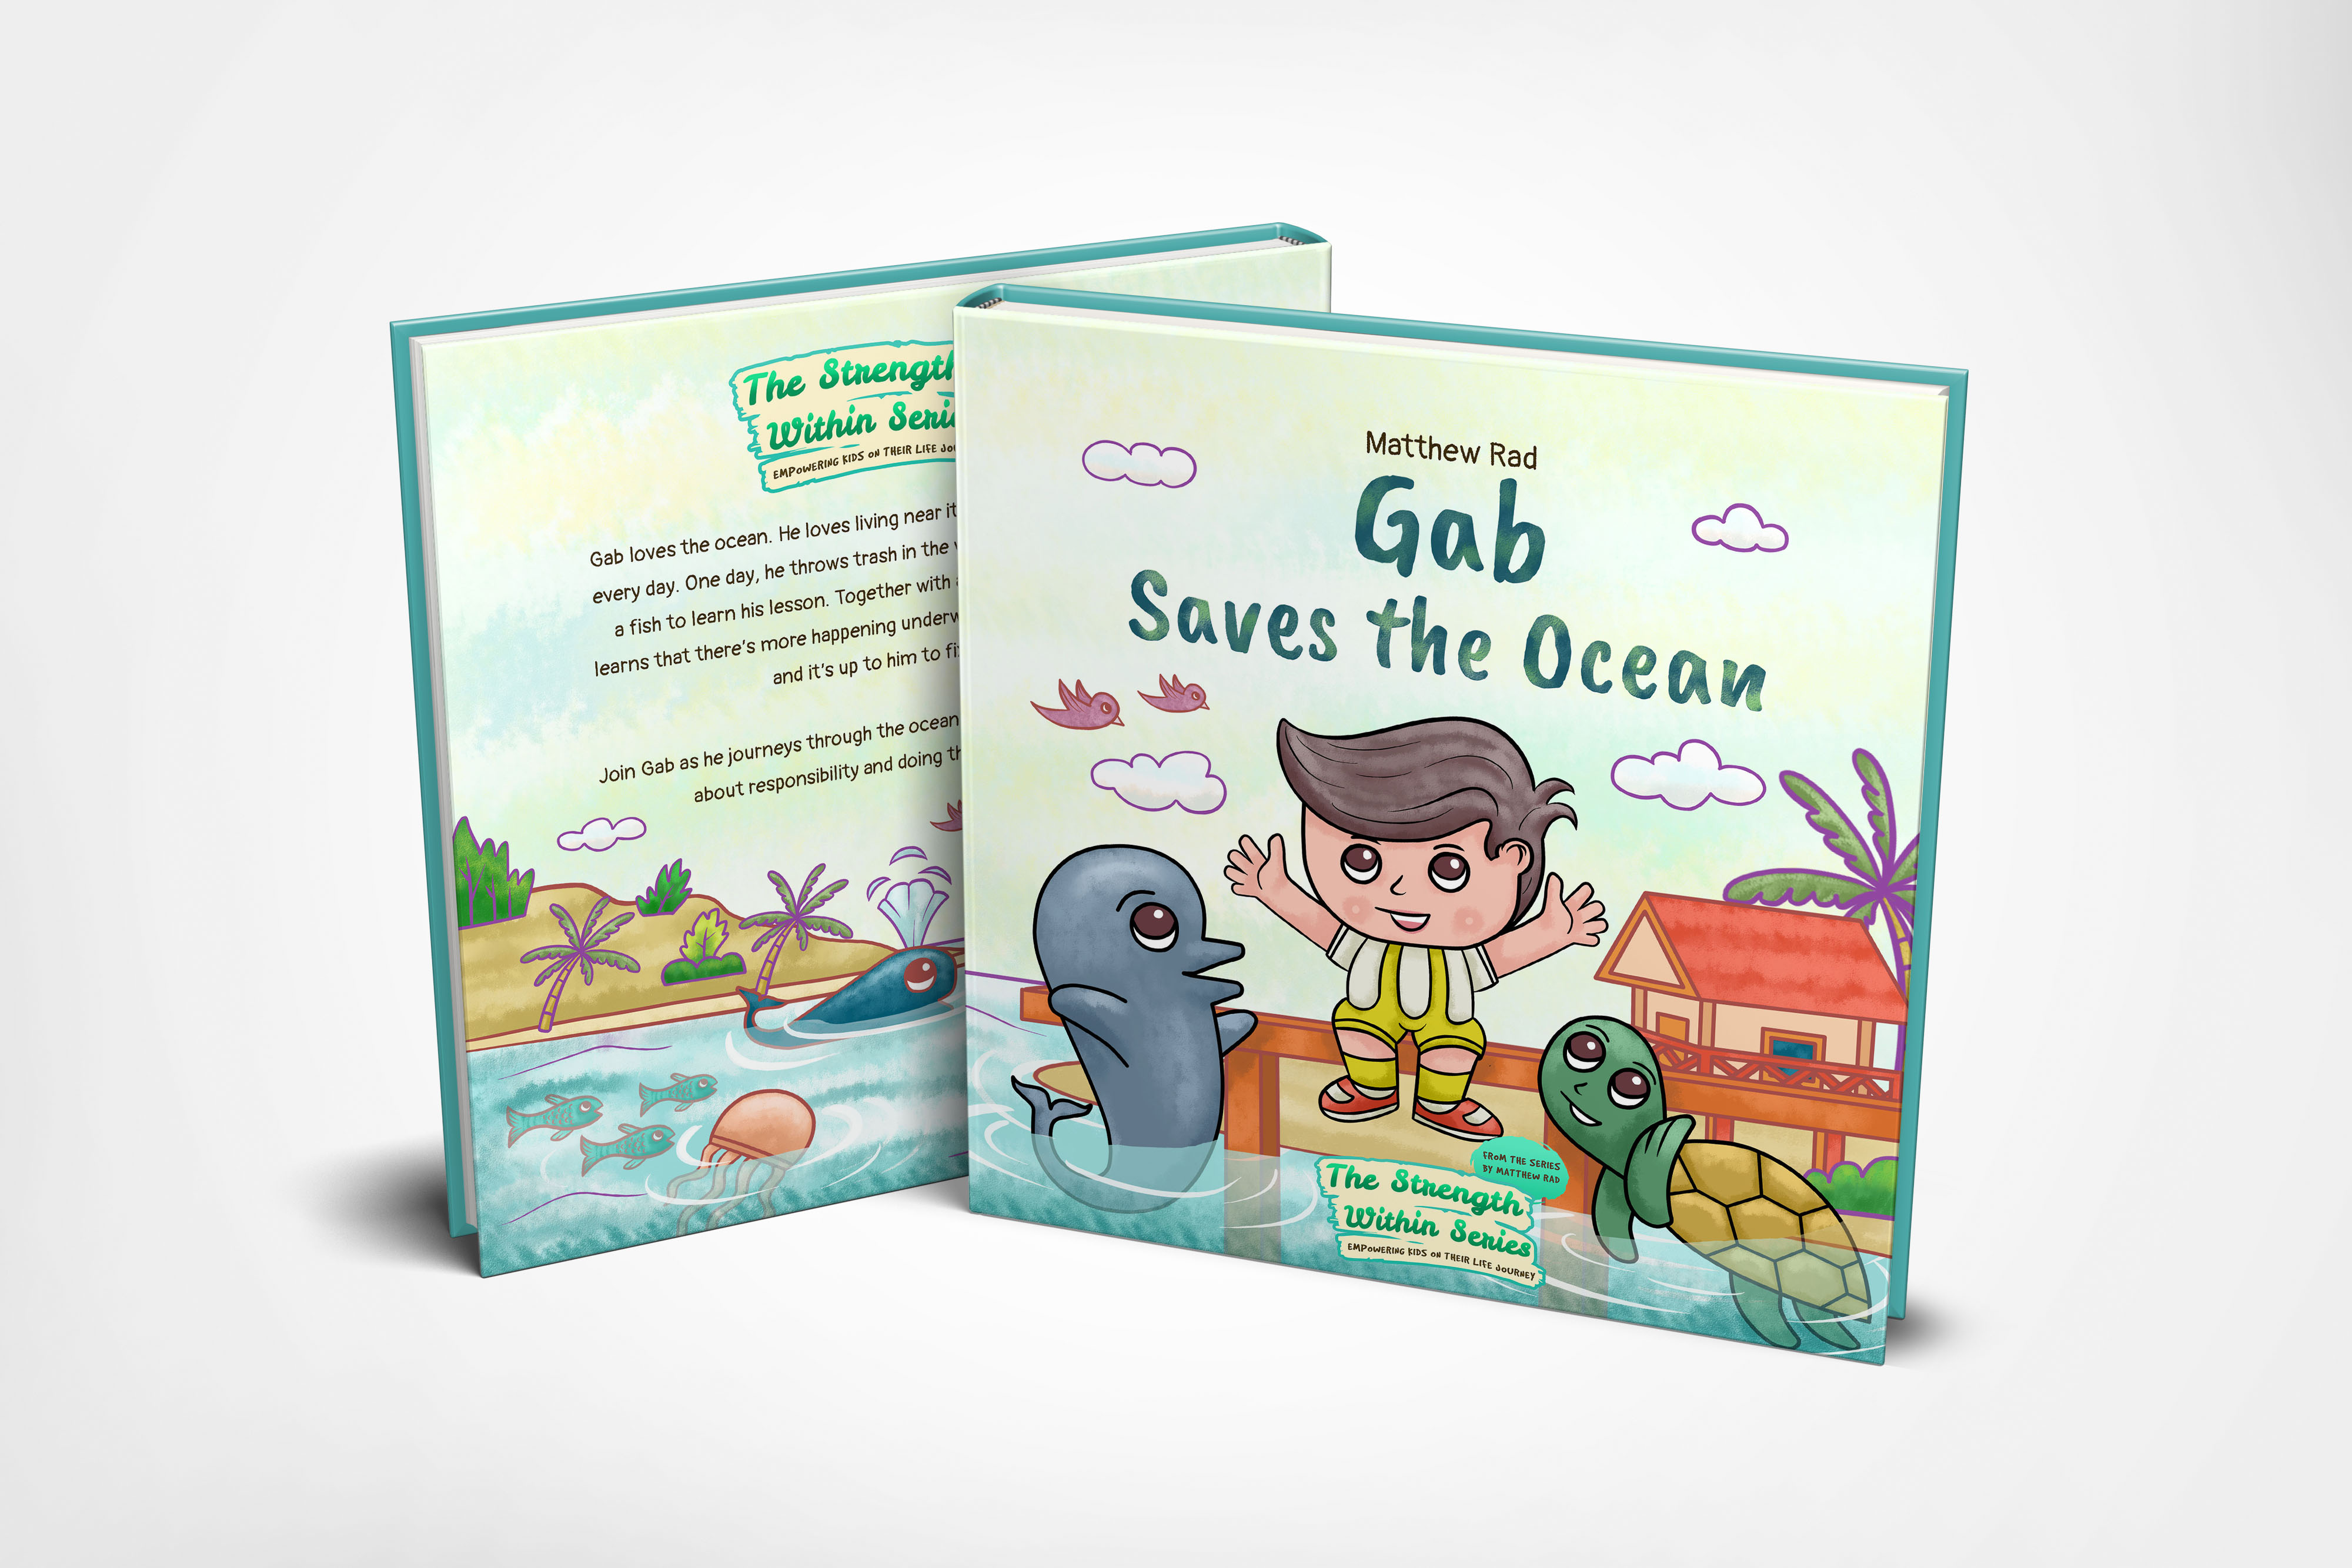 The Strength
Within Series
EMPOWERING KIDS ON THEIR LIFE
Gab loves the ocean. He loves living near it
every day. One day, he throws trash in the
a fish to learn his lesson. Together with
learns that there's more happening
and it's up to him to
Join Gab as he journeys through the ocean
about responsibility and doing
Matthew Rad
Gab
Saves the Ocean
FROM THE SERIES
BY MATTHEW RAD
The Strength
Within Series
EMPOWERING KIDS ON THEIR LIFE JOURNEY